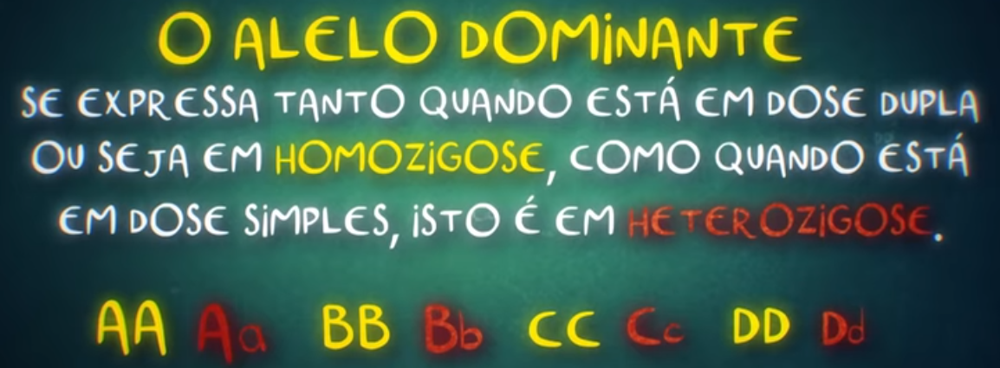 O ALELO DOMINANTE
SE EXPRESSA TANTO QUANDO ESTÁ EM DOSE DUPLA
OU SEJA EM HOMOZIGOSE, COMO QUANDO ESTÁ
EM DOSE SIMPLES, ISTO É EM HETEROZIGOSE.
AA Aa BB Bb CC Cc DD Dd